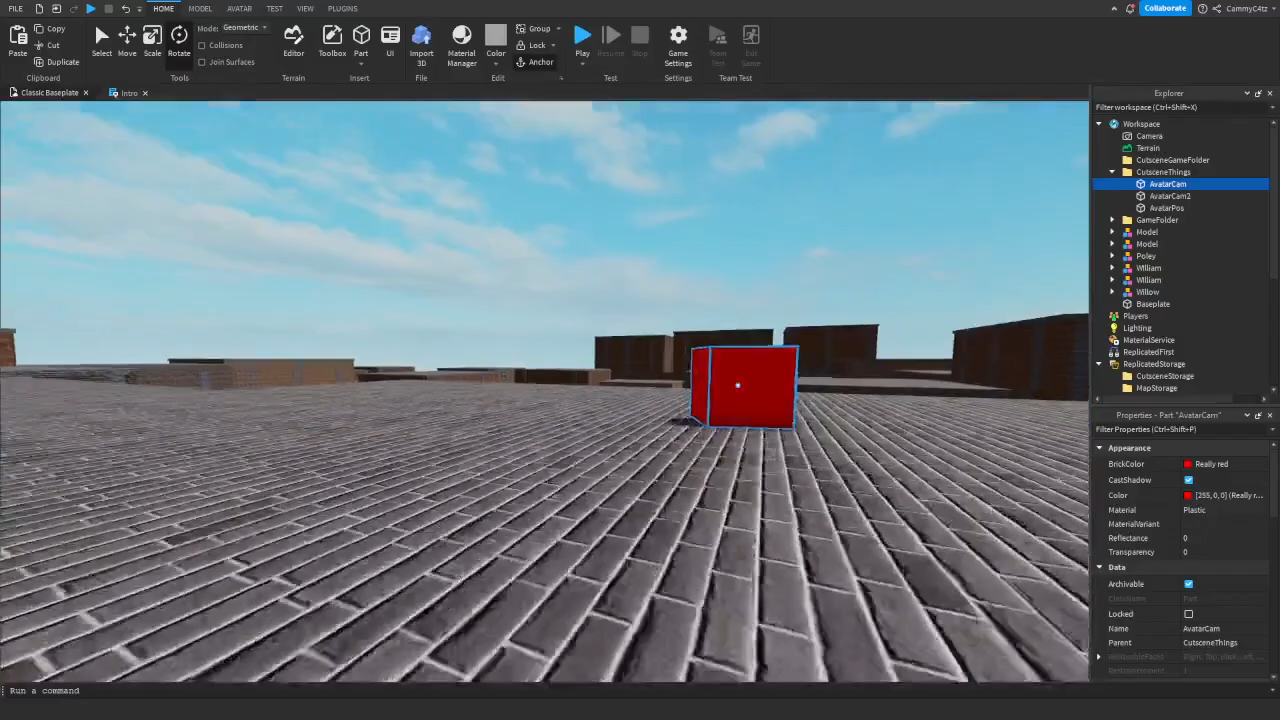 FILE HOME MODEL AVATAR TEST VIEW PLUGINS Collaborate CammyC4tz
Copy Mode: Geometric Group
Cut Collisions Lock
Paste Duplicate Select Move Scale Rotate Join Surfaces Editor Toolbox Part UI Import 3D Material Manager Color Anchor Play Resume Stop Game Settings Team Test Exit Game
Clipboard Tools Terrain Insert File Edit Test Settings Team Test
Classic Baseplate Intro
Explorer
Filter workspace (Ctrl+Shift+X)
Workspace
Camera
Terrain
CutsceneGameFolder
CutsceneThings
AvatarCam
AvatarCam2
AvatarPos
GameFolder
Model
Model
Poley
William
William
Willow
Baseplate
Players
Lighting
MaterialService
ReplicatedFirst
ReplicatedStorage
CutsceneStorage
MapStorage
Properties - Part "AvatarCam"
Filter Properties (Ctrl+Shift+P)
Appearance
BrickColor Really red
CastShadow
Color [255, 0, 0] (Really r...
Material Plastic
MaterialVariant
Reflectance 0
Transparency 0
Data
Archivable
ClassName Part
Locked
Name AvatarCam
Parent CutsceneThings
Run a command